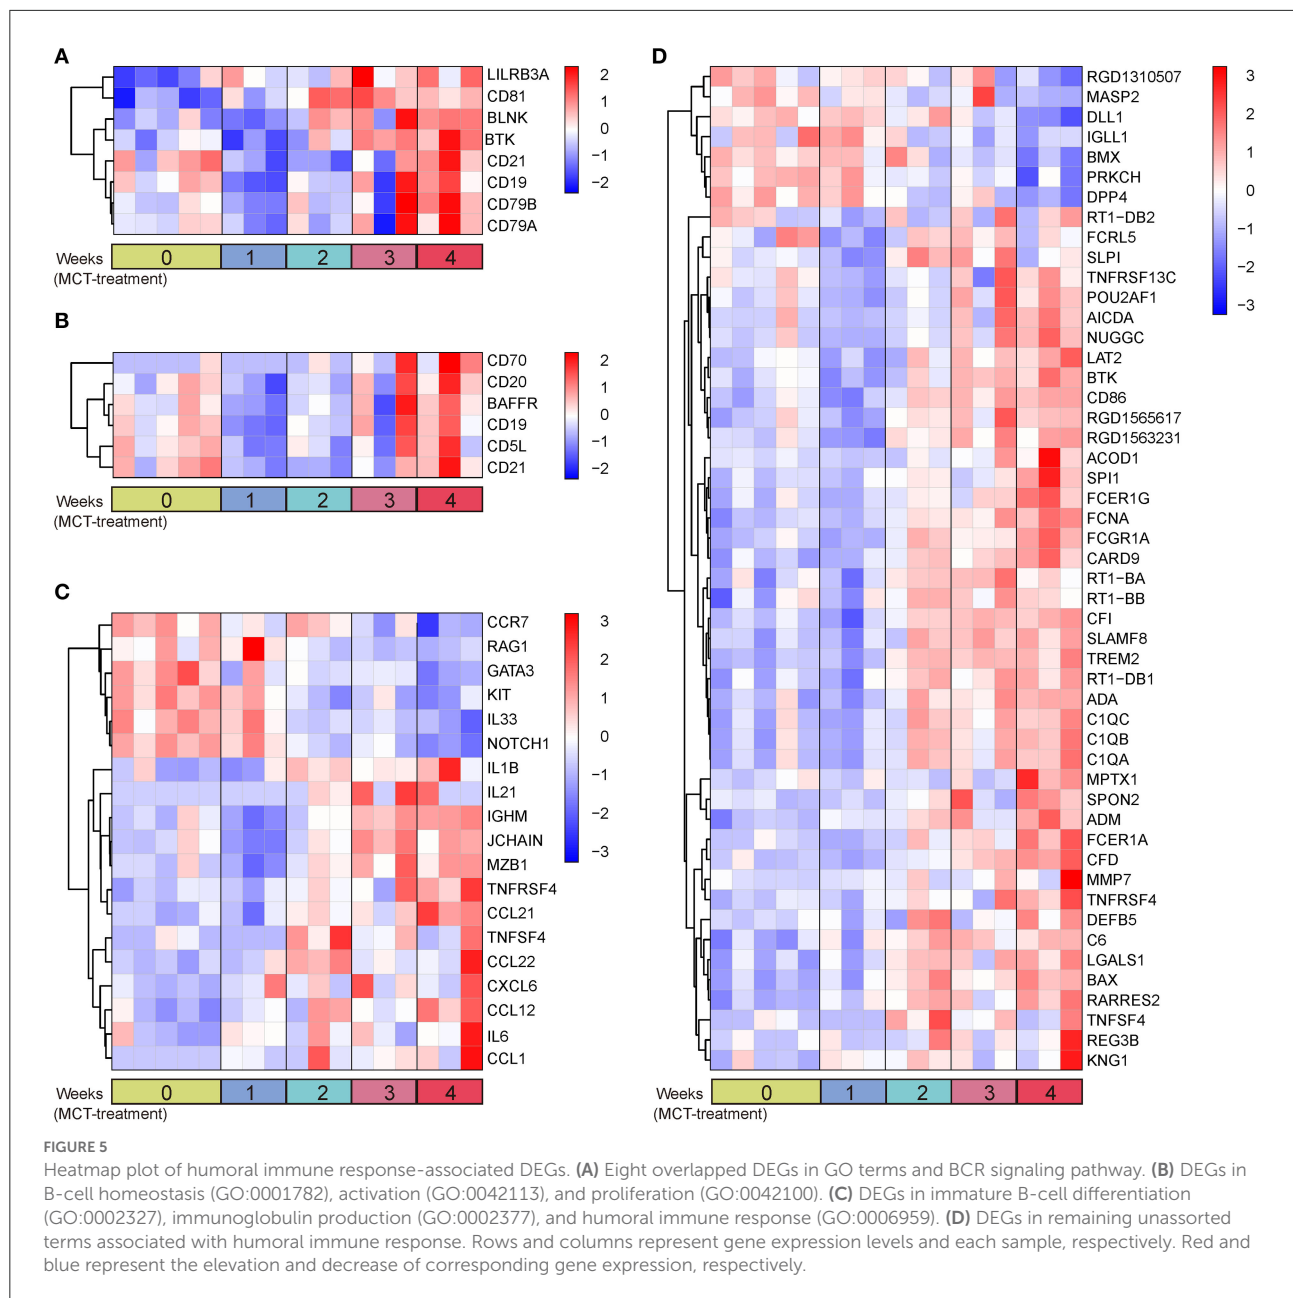 A
LILRB3A
CD81
BLNK
BTK
CD21
CD19
CD79B
CD79A
2
1
0
−1
−2
Weeks
(MCT-treatment)
0 1 2 3 4
B
CD70
CD20
BAFFR
CD19
CD5L
CD21
2
1
0
−1
−2
Weeks
(MCT-treatment)
0 1 2 3 4
C
CCR7
RAG1
GATA3
KIT
IL33
NOTCH1
IL1B
IL21
IGHM
JCHAIN
MZB1
TNFRSF4
CCL21
TNFSF4
CCL22
CXCL6
CCL12
IL6
CCL1
3
2
1
0
−1
−2
−3
Weeks
(MCT-treatment)
0 1 2 3 4
D
RGD1310507
MASP2
DLL1
IGLL1
BMX
PRKCH
DPP4
RT1−DB2
FCRL5
SLPI
TNFRSF13C
POU2AF1
AICDA
NUGGC
LAT2
BTK
CD86
RGD1565617
RGD1563231
ACOD1
SPI1
FCER1G
FCNA
FCGR1A
CARD9
RT1−BA
RT1−BB
CFI
SLAMF8
TREM2
RT1−DB1
ADA
C1QC
C1QB
C1QA
MPTX1
SPON2
ADM
FCER1A
CFD
MMP7
TNFRSF4
DEFB5
C6
LGALS1
BAX
RARRES2
TNFSF4
REG3B
KNG1
3
2
1
0
−1
−2
−3
Weeks
(MCT-treatment)
0 1 2 3 4
FIGURE 5
Heatmap plot of humoral immune response-associated DEGs. (A) Eight overlapped DEGs in GO terms and BCR signaling pathway. (B) DEGs in
B-cell homeostasis (GO:0001782), activation (GO:0042113), and proliferation (GO:0042100). (C) DEGs in immature B-cell differentiation
(GO:0002327), immunoglobulin production (GO:0002377), and humoral immune response (GO:0006959). (D) DEGs in remaining unassorted
terms associated with humoral immune response. Rows and columns represent gene expression levels and each sample, respectively. Red and
blue represent the elevation and decrease of corresponding gene expression, respectively.